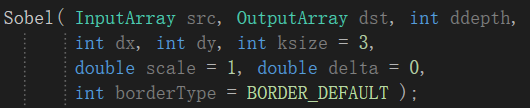 Sobel( InputArray src, OutputArray dst, int ddepth,
int dx, int dy, int ksize = 3,
double scale = 1, double delta = 0,
int borderType = BORDER_DEFAULT );